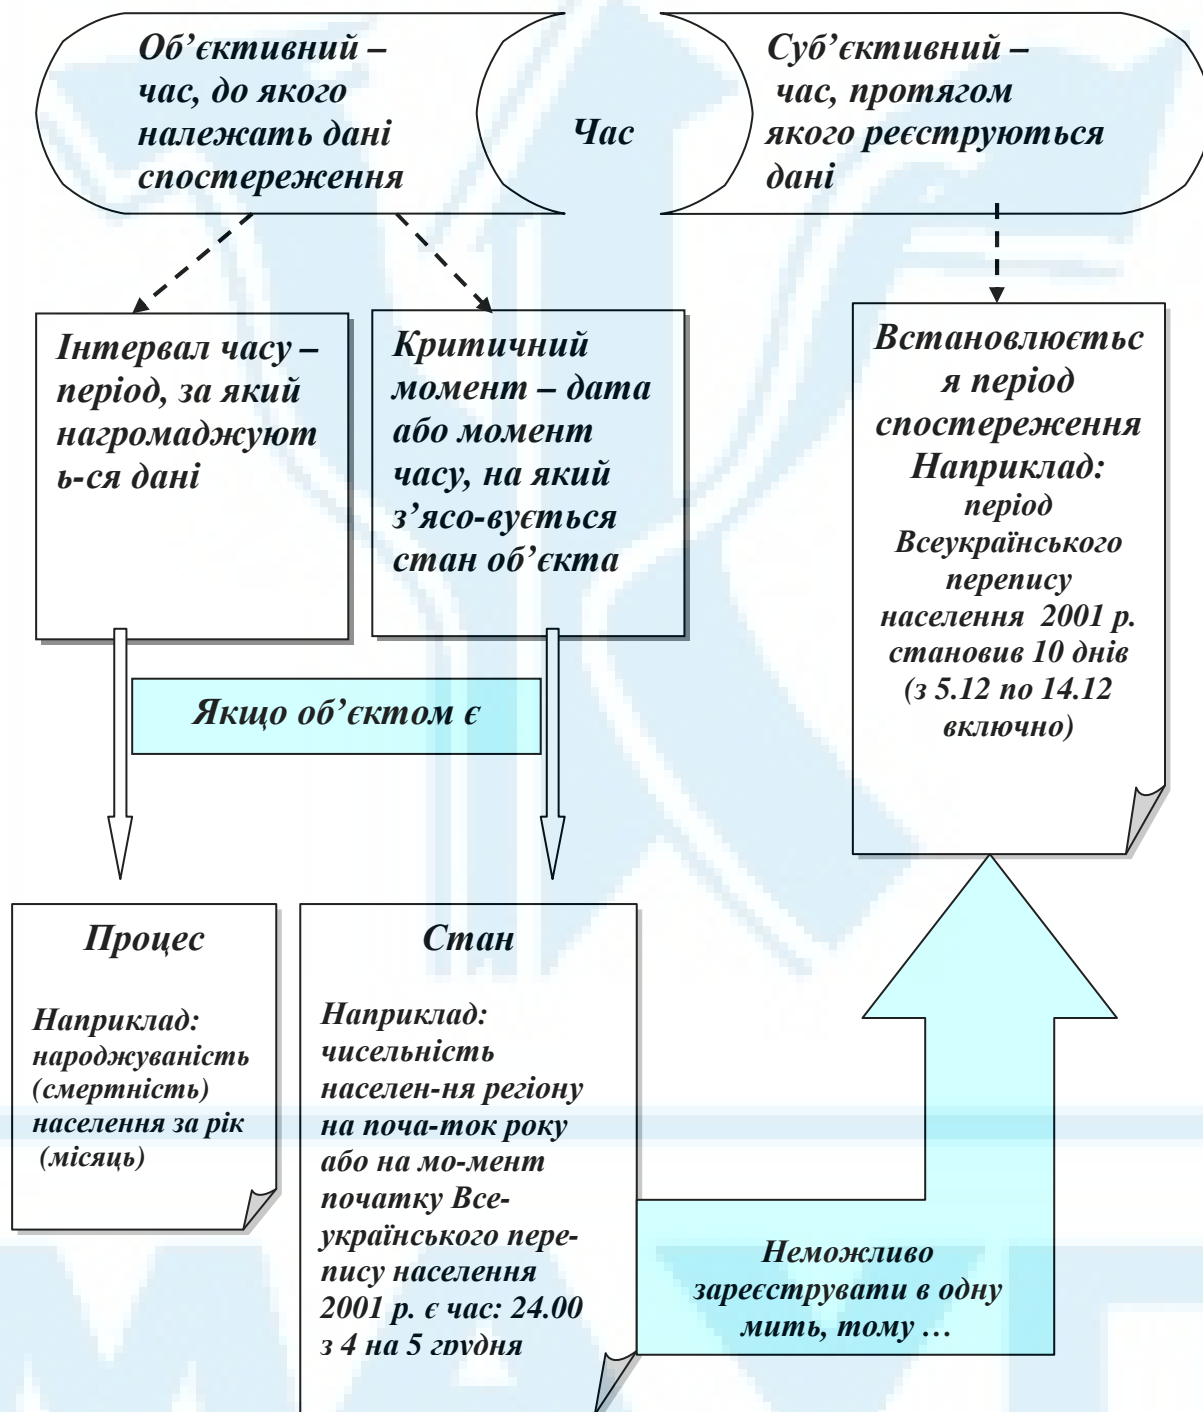 Об’єктивний –
час, до якого
належать дані
спостереження
Час
Суб’єктивний –
час, протягом
якого реєструються
дані
Інтервал часу –
період, за який
нагромаджуют
ь-ся дані
Критичний
момент – дата
або момент
часу, на який
з’ясо-вується
стан об’єкта
Встановлюєтьс
я період
спостереження
Наприклад:
період
Всеукраїнського
перепису
населення 2001 р.
становив 10 днів
(з 5.12 по 14.12
включно)
Якщо об’єктом є
Процес
Наприклад:
народжуваність
(смертність)
населення за рік
(місяць)
Стан
Наприклад:
чисельність
населен-ня регіону
на поча-ток року
або на мо-мент
початку Все-
українського пере-
пису населення
2001 р. є час: 24.00
з 4 на 5 грудня
Неможливо
зареєструвати в одну
мить, тому …